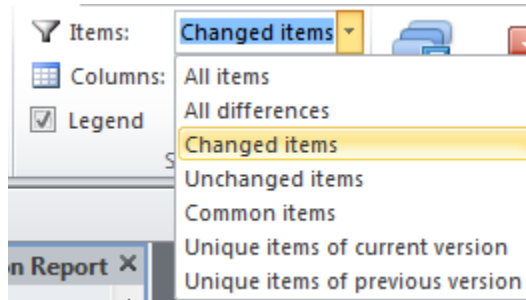 Items:
Changed items
Columns:
All items
All differences
Legend
Changed items
Unchanged items
Common items
Unique items of current version
on Report
Unique items of previous version